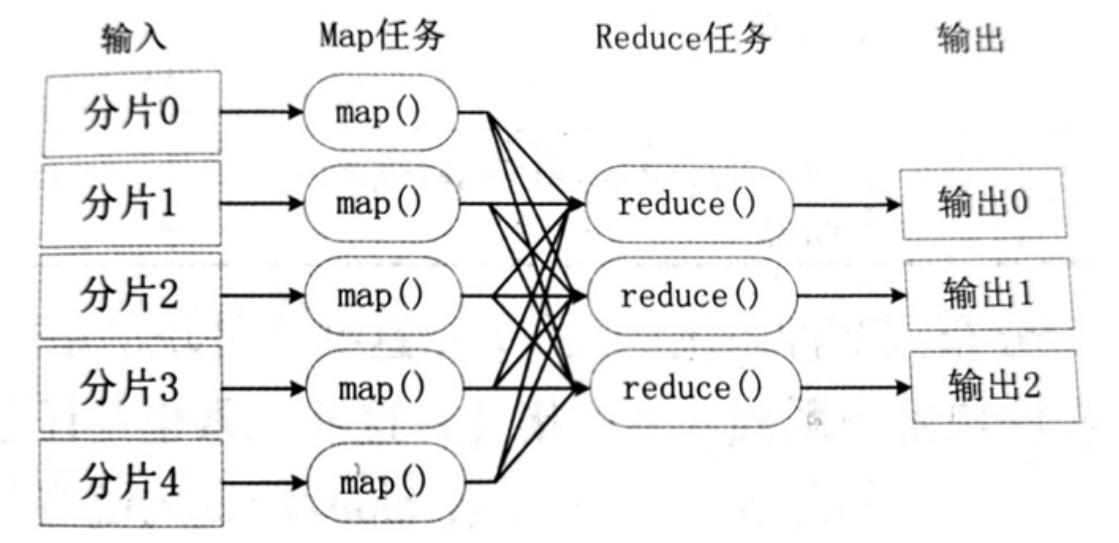 输入 Map任务 Reduce任务 输出
分片0 map()
分片1 map() reduce() 输出0
分片2 map() reduce() 输出1
分片3 map() reduce() 输出2
分片4 map()